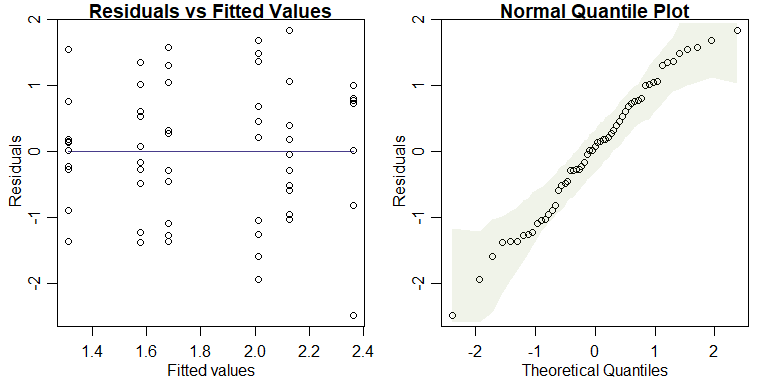 Residuals vs Fitted Values
Residuals
2
1
0
-1
-2
1.4 1.6 1.8 2.0 2.2 2.4
Fitted values
Normal Quantile Plot
Residuals
2
1
0
-1
-2
-2 -1 0 1 2
Theoretical Quantiles